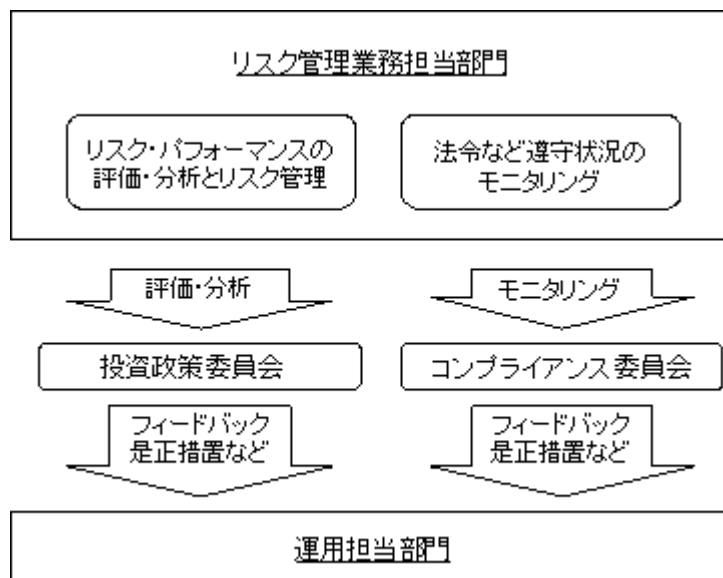 リスク管理業務担当部門
リスク・パフォーマンスの
評価・分析とリスク管理
法令など遵守状況の
モニタリング
評価・分析
モニタリング
投資政策委員会
コンプライアンス委員会
フィードバック
是正措置など
フィードバック
是正措置など
運用担当部門